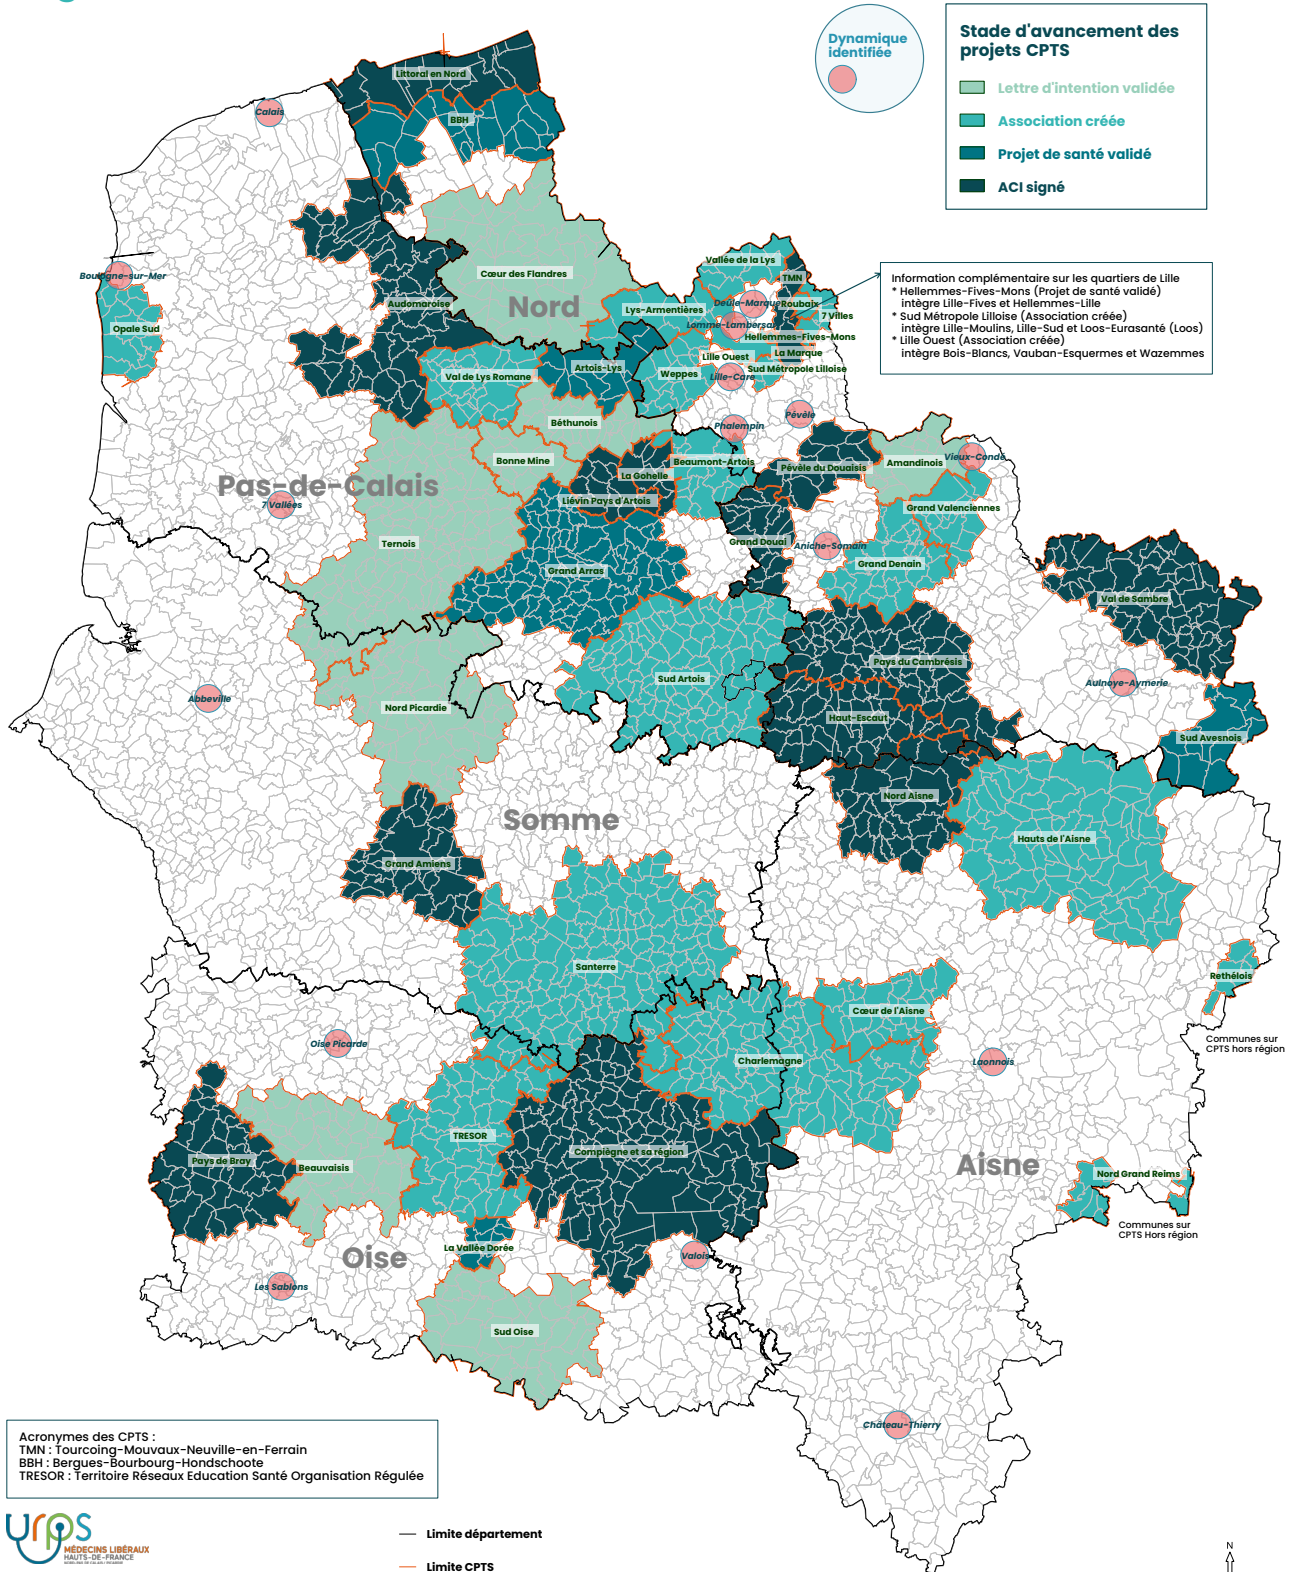 Dynamique
identifiée
Stade d'avancement des
projets CPTS
Lettre d'intention validée
Association créée
Projet de santé validé
ACI signé
Littoral en Nord
Calais
BBH
Vallée de la Lys
TMN
Information complémentaire sur les quartiers de Lille
* Hellemmes-Fives-Mons (Projet de santé validé)
intègre Lille-Fives et Hellemmes-Lille
* Sud Métropole Lilloise (Association créée)
intègre Lille-Moulins, Lille-Sud et Loos-Eurasanté (Loos)
* Lille Ouest (Association créée)
intègre Bois-Blancs, Vauban-Esquermes et Wazemmes
Boulogne-sur-Mer
Cœur des Flandres
Nord
Audomaroise
Deûle-Marque
Roubaix
Lys-Armentières
7 Villes
Opale Sud
Lomme-Lambersart
Hellemmes-Fives-Mons
Lille Ouest
La Marque
Artois-Lys
Sud Métropole Lilloise
Val de Lys Romane
Weppes
Lille-Care
Béthunois
Phalempin
Pévèle
Bonne Mine
Beaumont-Artois
Pévèle du Douaisis
Amandinois
Vieux-Condé
La Gohelle
Pas-de-Calais
Liévin Pays d'Artois
7 Vallées
Grand Valenciennes
Ternois
Grand Douai
Aniche-Somain
Grand Denain
Grand Arras
Val de Sambre
Pays du Cambrésis
Sud Artois
Aulnoye-Aymerie
Abbeville
Nord Picardie
Haut-Escaut
Sud Avesnois
Nord Aisne
Somme
Hauts de l'Aisne
Grand Amiens
Santerre
Rethélois
Cœur de l'Aisne
Communes sur
CPTS hors région
Oise Picarde
Charlemagne
Laonnois
TRESOR
Compiègne et sa région
Pays de Bray
Beauvaisis
Aisne
Nord Grand Reims
Communes sur
CPTS Hors région
La Vallée Dorée
Oise
Valois
Les Sablons
Sud Oise
Château-Thierry
Acronymes des CPTS :
TMN : Tourcoing-Mouvaux-Neuville-en-Ferrain
BBH : Bergues-Bourbourg-Hondschoote
TRESOR : Territoire Réseaux Education Santé Organisation Régulée
urps
MÉDECINS LIBÉRAUX
HAUTS-DE-FRANCE
Limite département
Limite CPTS
N